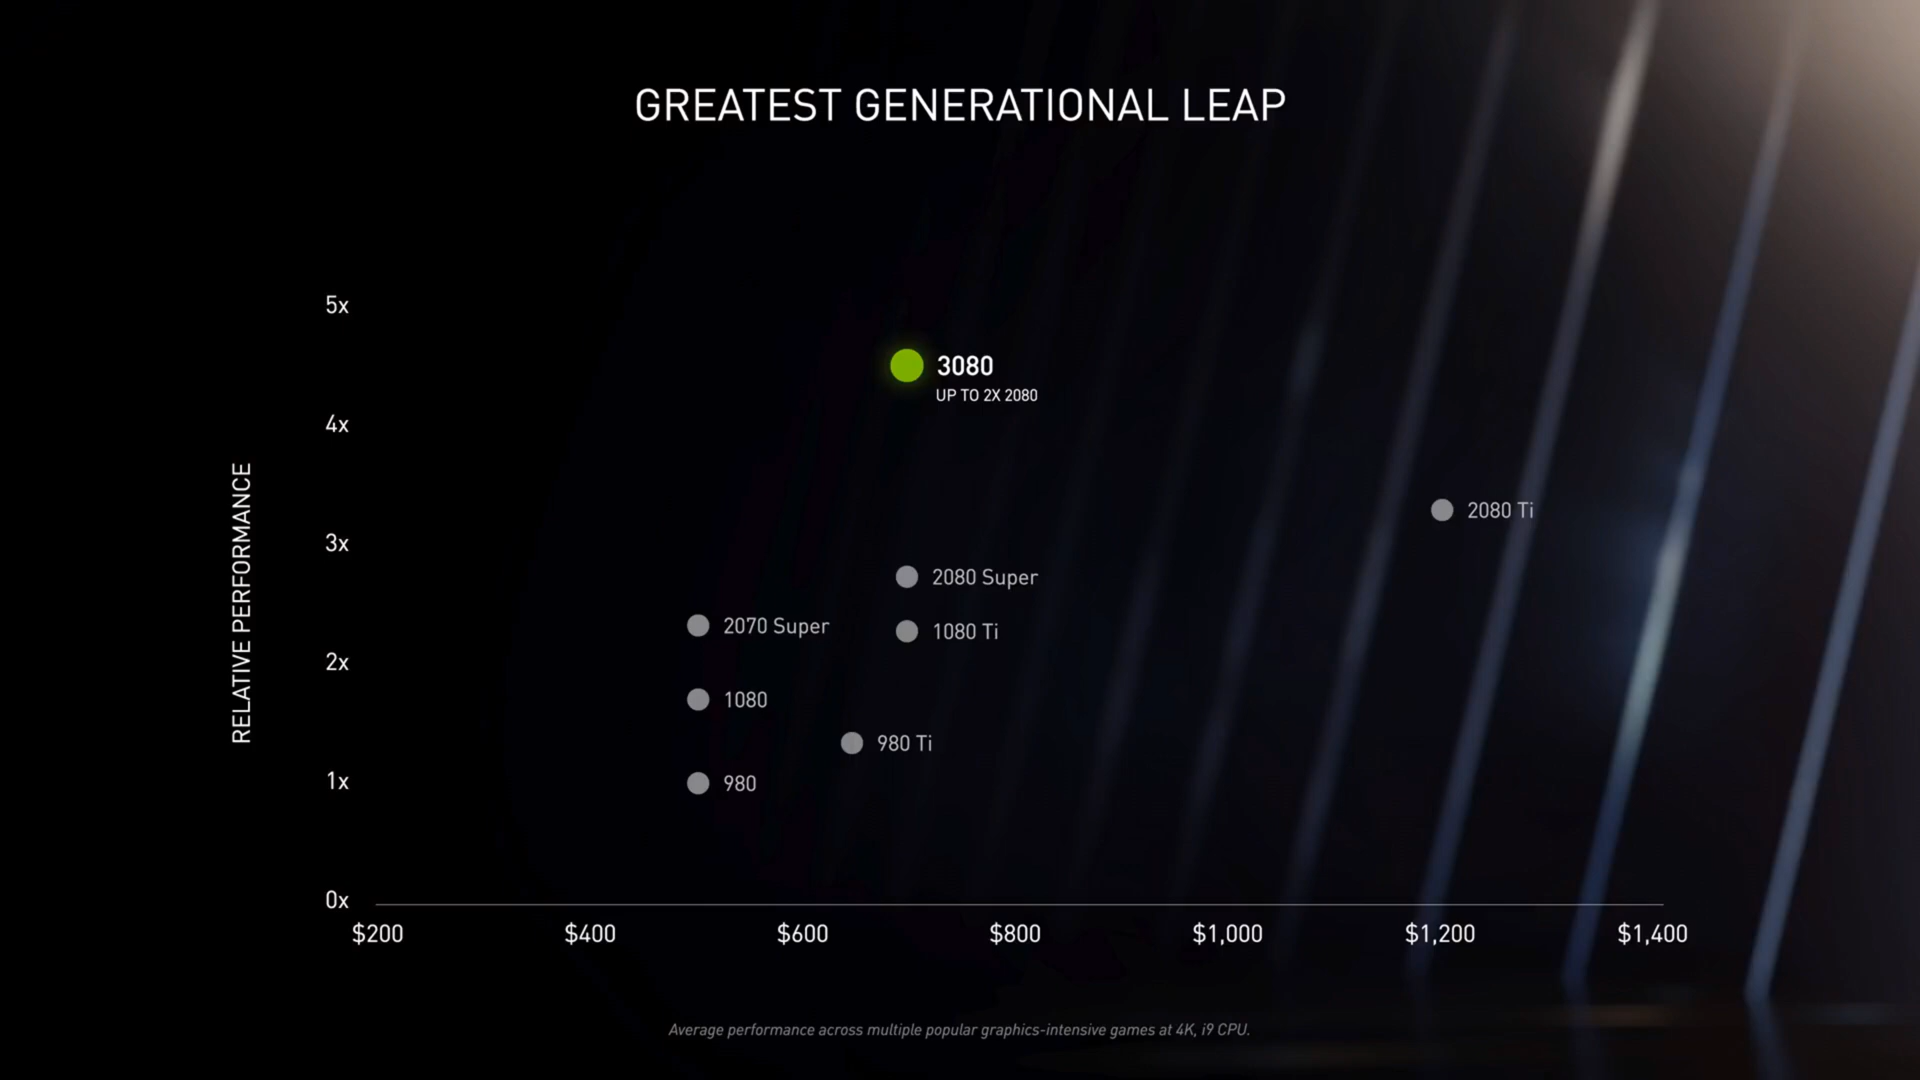 GREATEST GENERATIONAL LEAP
RELATIVE PERFORMANCE
5x
4x
3x
2x
1x
0x
3080
UP TO 2X 2080
2080 Ti
2080 Super
2070 Super
1080 Ti
1080
980 Ti
980
$200 $400 $600 $800 $1,000 $1,200 $1,400
Average performance across multiple popular graphics-intensive games at 4K, i9 CPU.